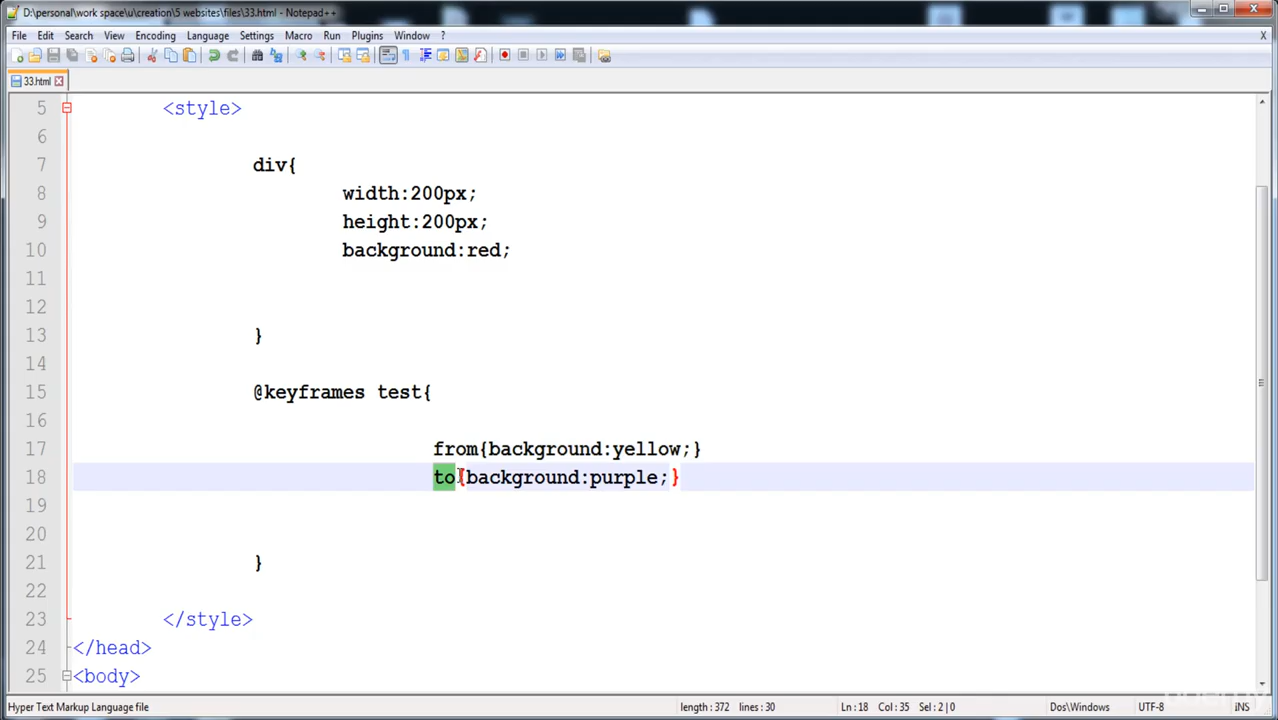 D:\personal\work space\u\creation\5 websites\files\33.html - Notepad++
File Edit Search View Encoding Language Settings Macro Run Plugins Window ? X
33.html
5 <style>
6
7 div{
8 width:200px;
9 height:200px;
10 background:red;
11
12
13 }
14
15 @keyframes test{
16
17 from{background:yellow;}
18 to{background:purple;}
19
20
21 }
22
23 </style>
24 </head>
25 <body>
Hyper Text Markup Language file length : 372 lines : 30 Ln : 18 Col : 35 Sel : 2 | 0 Dos\Windows UTF-8 INS